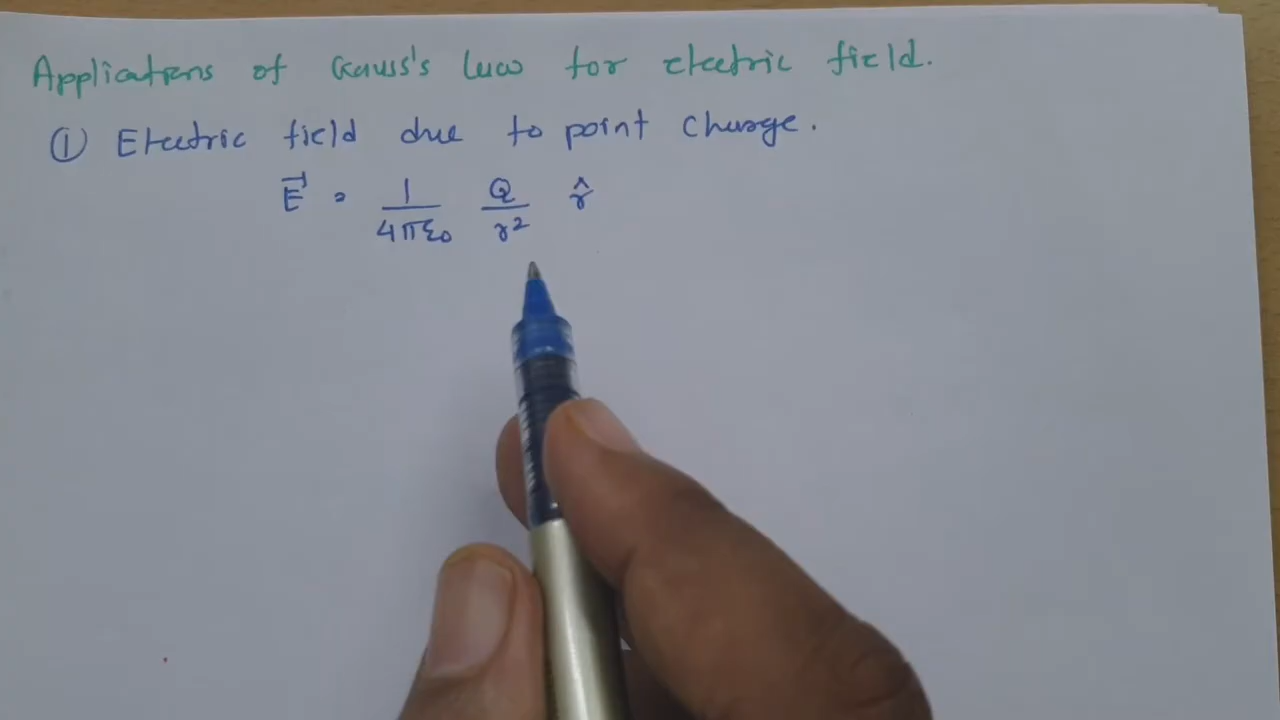 Applications of Gauss's Law for electric field.
① Electric field due to point charge.
E⃗ = 1/4πε₀ Q/r² r̂